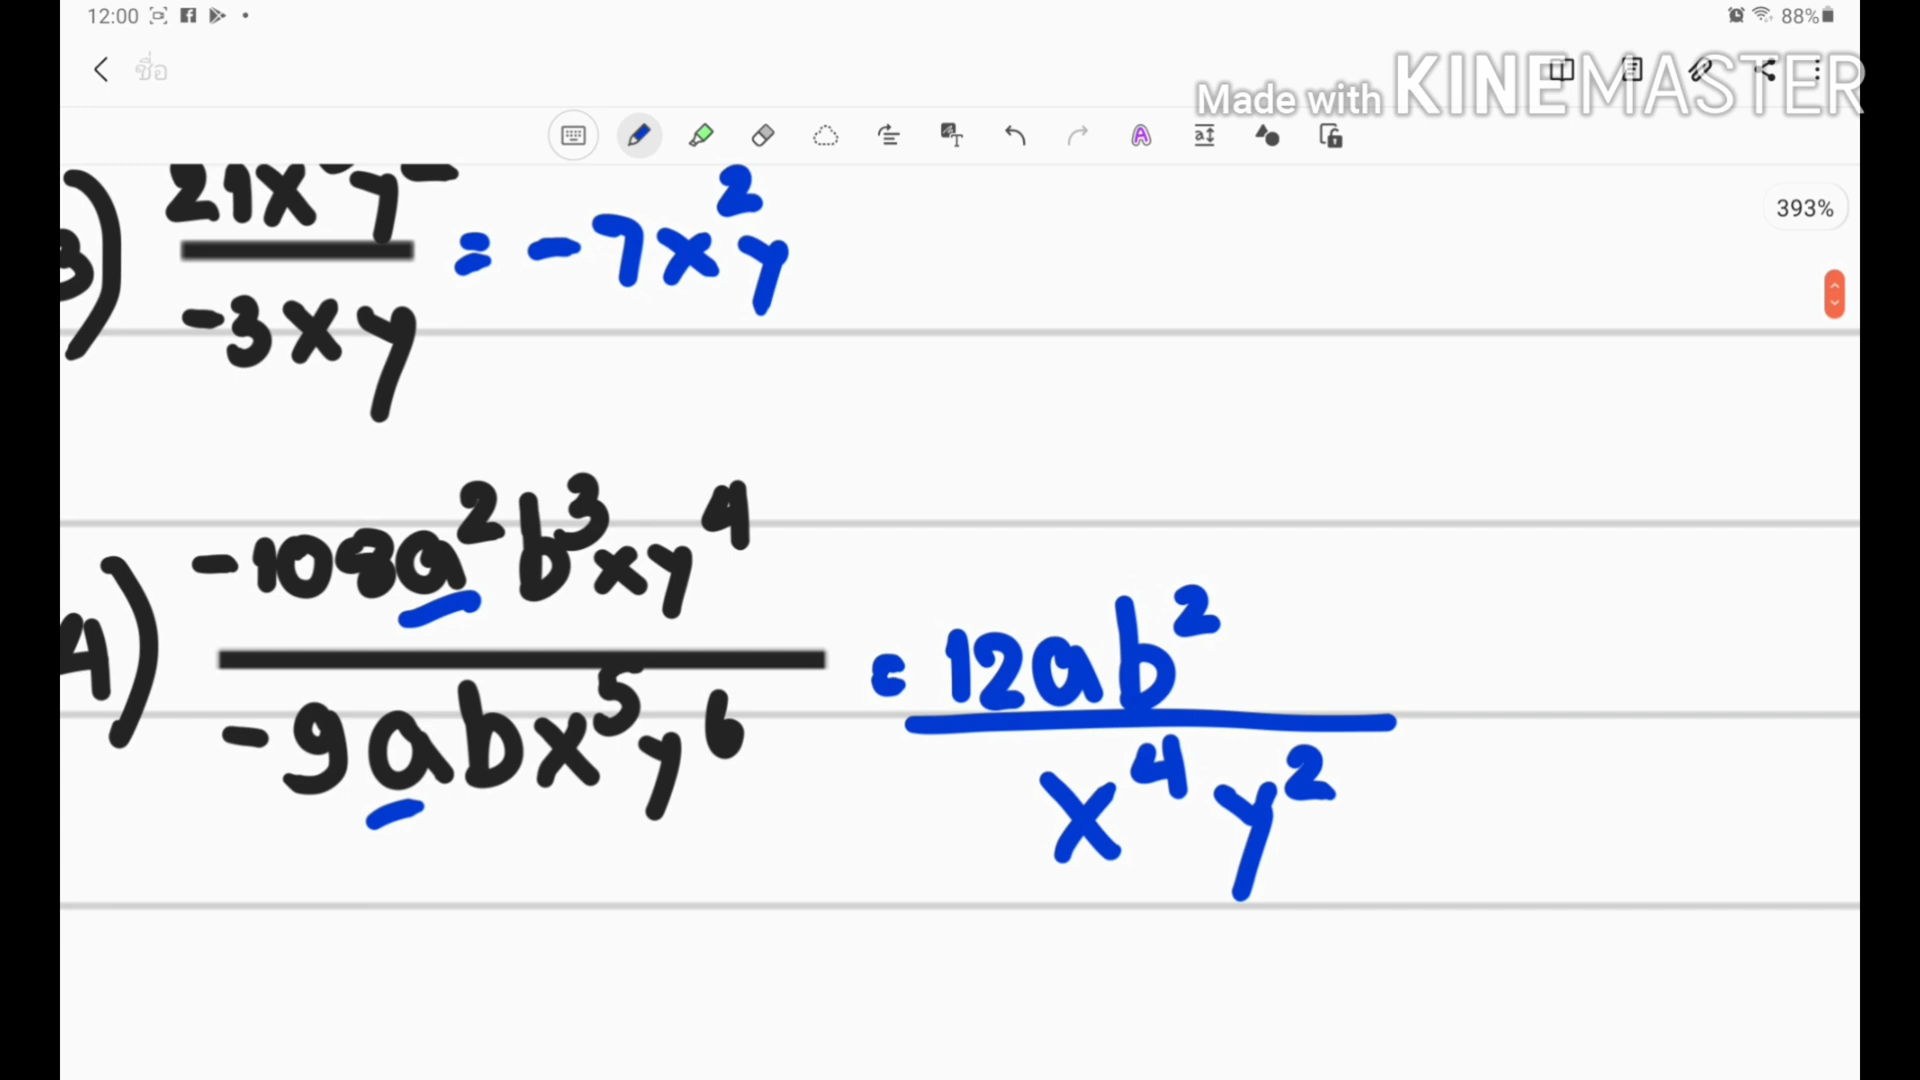 12:00 88%
ชื่อ
Made with KINEMASTER
393%
3) 21x y = -7x²y
-3xy
4) -108a²b³xy⁴ = 12ab²
-9abx⁵y⁶ x⁴y²